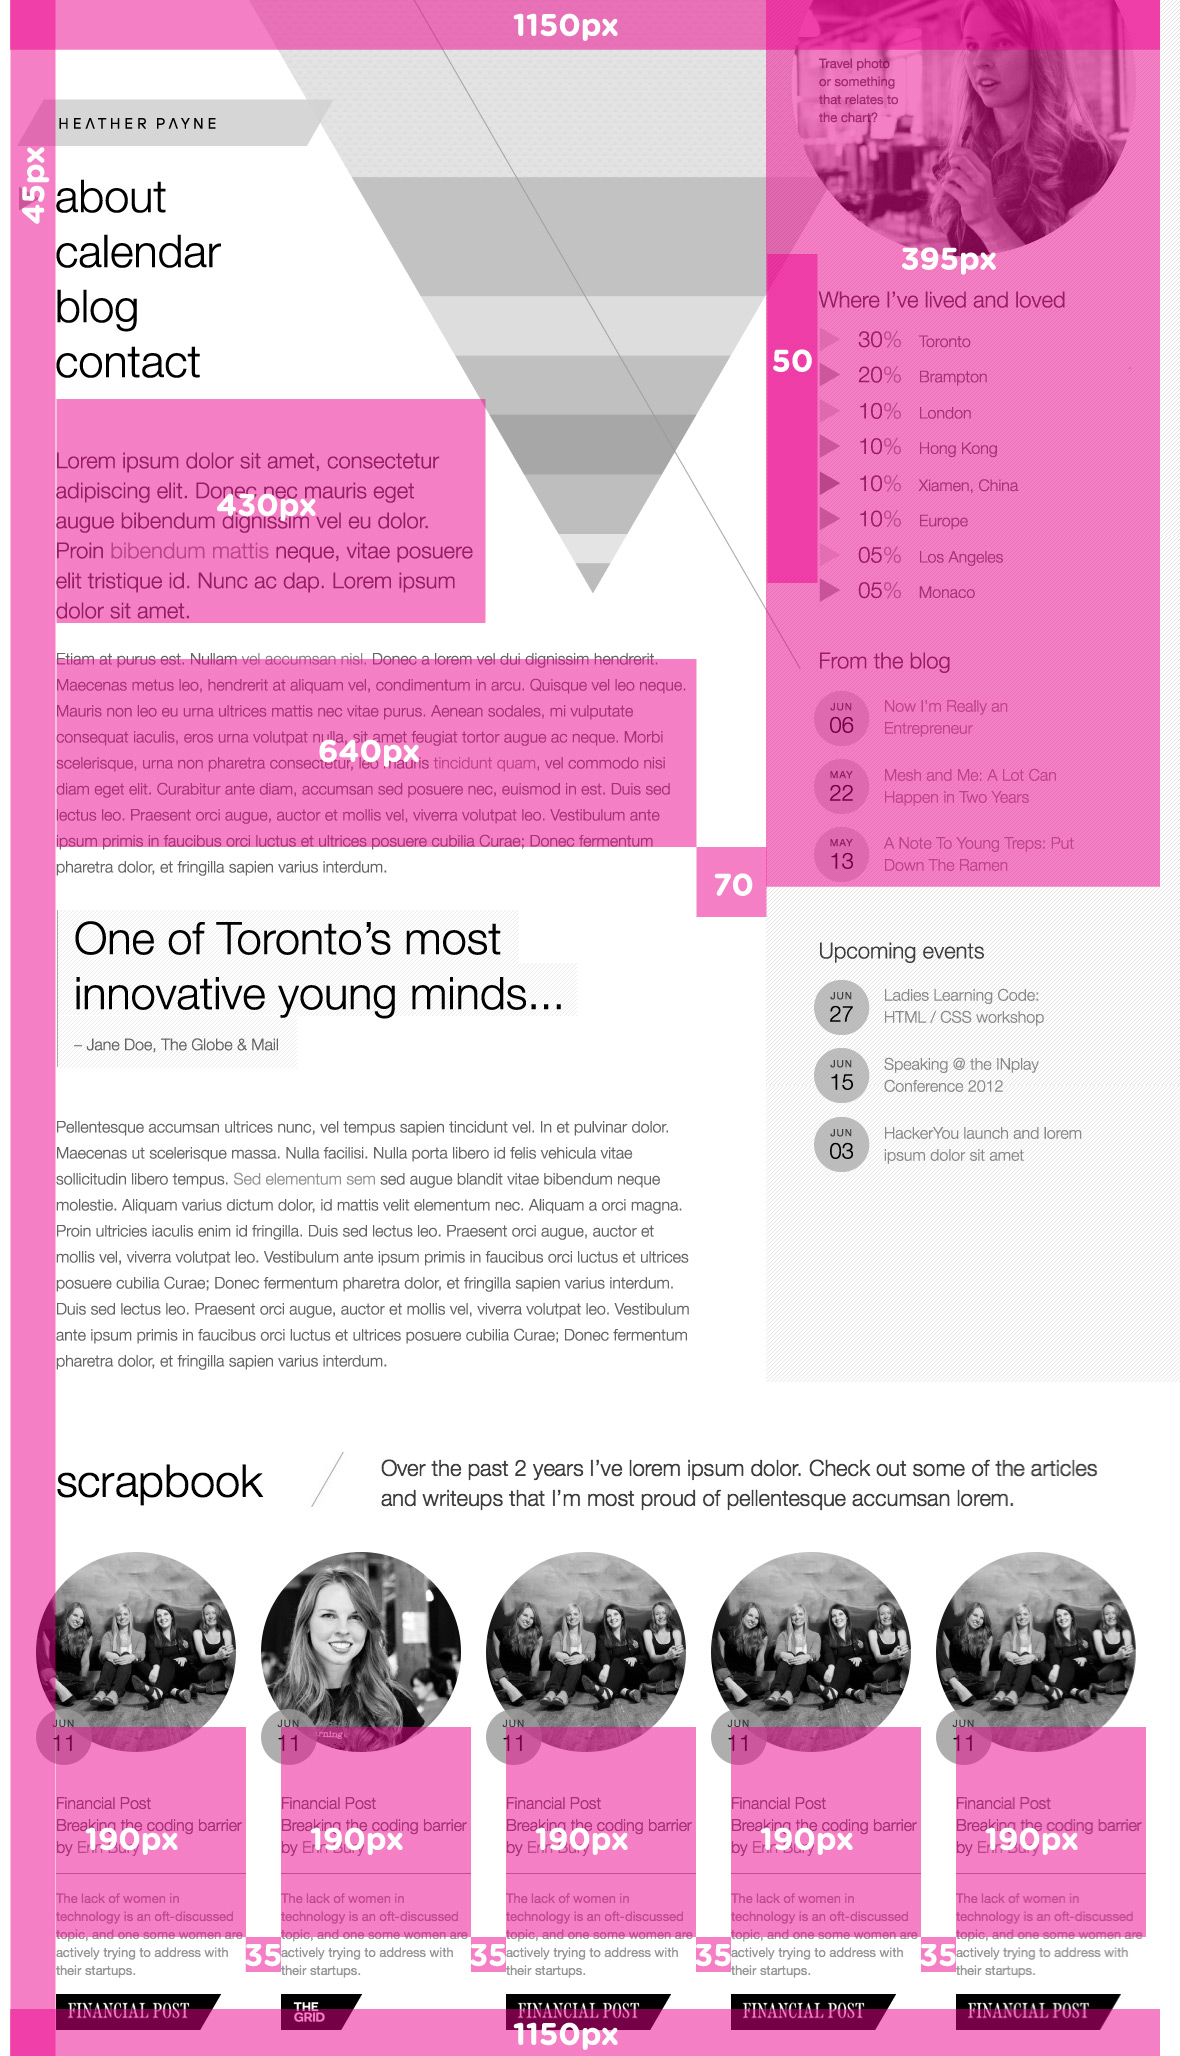 1150px
Travel photo
or something
that relates to
the chart?
HEATHER PAYNE
45px
about
calendar
blog
contact
Lorem ipsum dolor sit amet, consectetur
adipiscing elit. Donec nec mauris eget
430px
augue bibendum dignissim vel eu dolor.
Proin bibendum mattis neque, vitae posuere
elit tristique id. Nunc ac dap. Lorem ipsum
dolor sit amet.
Etiam at purus est. Nullam vel accumsan nisl. Donec a lorem vel dui dignissim hendrerit.
Maecenas metus leo, hendrerit at aliquam vel, condimentum in arcu. Quisque vel leo neque.
Mauris non leo eu urna ultrices mattis nec vitae purus. Aenean sodales, mi vulputate
consequat iaculis, eros urna volutpat nulla, sit amet feugiat tortor augue ac neque. Morbi
640px
scelerisque, urna non pharetra consectetur, leo mauris tincidunt quam, vel commodo nisi
diam eget elit. Curabitur ante diam, accumsan sed posuere nec, euismod in est. Duis sed
lectus leo. Praesent orci augue, auctor et mollis vel, viverra volutpat leo. Vestibulum ante
ipsum primis in faucibus orci luctus et ultrices posuere cubilia Curae; Donec fermentum
pharetra dolor, et fringilla sapien varius interdum.
70
One of Toronto's most
innovative young minds...
– Jane Doe, The Globe & Mail
Pellentesque accumsan ultrices nunc, vel tempus sapien tincidunt vel. In et pulvinar dolor.
Maecenas ut scelerisque massa. Nulla facilisi. Nulla porta libero id felis vehicula vitae
sollicitudin libero tempus. Sed elementum sem sed augue blandit vitae bibendum neque
molestie. Aliquam varius dictum dolor, id mattis velit elementum nec. Aliquam a orci magna.
Proin ultricies iaculis enim id fringilla. Duis sed lectus leo. Praesent orci augue, auctor et
mollis vel, viverra volutpat leo. Vestibulum ante ipsum primis in faucibus orci luctus et ultrices
posuere cubilia Curae; Donec fermentum pharetra dolor, et fringilla sapien varius interdum.
Duis sed lectus leo. Praesent orci augue, auctor et mollis vel, viverra volutpat leo. Vestibulum
ante ipsum primis in faucibus orci luctus et ultrices posuere cubilia Curae; Donec fermentum
pharetra dolor, et fringilla sapien varius interdum.
395px
Where I've lived and loved
50
30% Toronto
20% Brampton
10% London
10% Hong Kong
10% Xiamen, China
10% Europe
05% Los Angeles
05% Monaco
From the blog
JUN
06
Now I'm Really an
Entrepreneur
MAY
22
Mesh and Me: A Lot Can
Happen in Two Years
MAY
13
A Note To Young Treps: Put
Down The Ramen
Upcoming events
JUN
27
Ladies Learning Code:
HTML / CSS workshop
JUN
15
Speaking @ the INplay
Conference 2012
JUN
03
HackerYou launch and lorem
ipsum dolor sit amet
scrapbook
Over the past 2 years I've lorem ipsum dolor. Check out some of the articles
and writeups that I'm most proud of pellentesque accumsan lorem.
JUN
11
Financial Post
Breaking the coding barrier
by Erin Bury
190px
The lack of women in
technology is an oft-discussed
topic, and one some women are
actively trying to address with
their startups.
FINANCIAL POST
35
JUN
11
Financial Post
Breaking the coding barrier
by Erin Bury
190px
The lack of women in
technology is an oft-discussed
topic, and one some women are
actively trying to address with
their startups.
THE
GRID
35
JUN
11
Financial Post
Breaking the coding barrier
by Erin Bury
190px
The lack of women in
technology is an oft-discussed
topic, and one some women are
actively trying to address with
their startups.
FINANCIAL POST
35
JUN
11
Financial Post
Breaking the coding barrier
by Erin Bury
190px
The lack of women in
technology is an oft-discussed
topic, and one some women are
actively trying to address with
their startups.
FINANCIAL POST
35
JUN
11
Financial Post
Breaking the coding barrier
by Erin Bury
190px
The lack of women in
technology is an oft-discussed
topic, and one some women are
actively trying to address with
their startups.
FINANCIAL POST
1150px